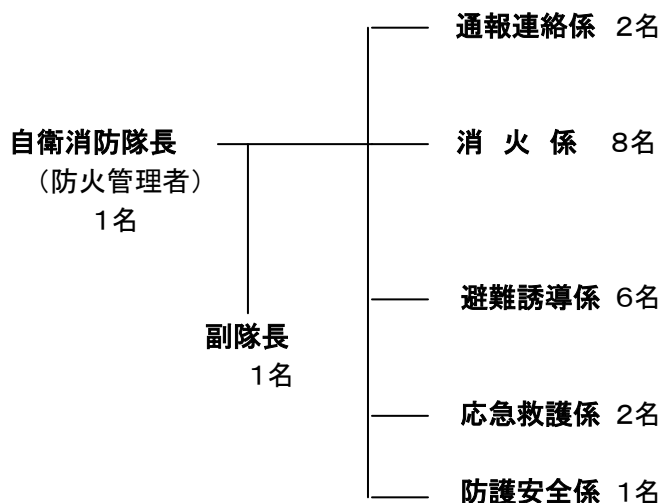 通報連絡係 ２名
自衛消防隊長
（防火管理者）
１名
消 火 係 ８名
避難誘導係 ６名
副隊長
１名
応急救護係 ２名
防護安全係 １名